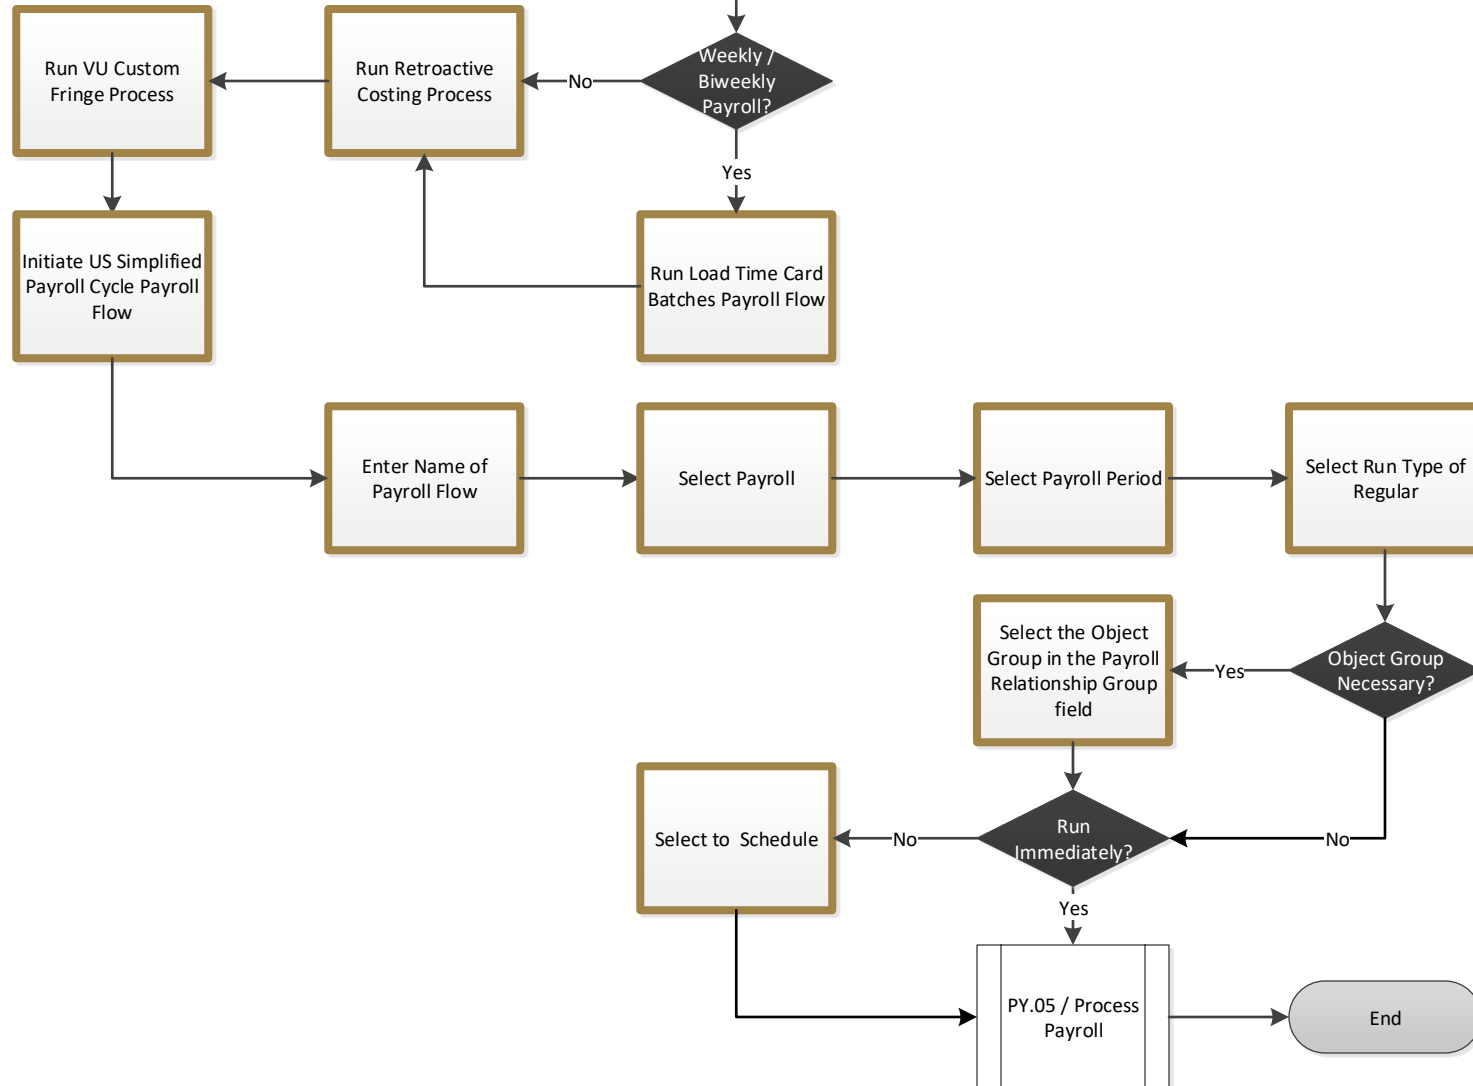 Run VU Custom
Fringe Process
Run Retroactive
Costing Process
No
Weekly /
Biweekly
Payroll?
Yes
Initiate US Simplified
Payroll Cycle Payroll
Flow
Run Load Time Card
Batches Payroll Flow
Enter Name of
Payroll Flow
Select Payroll
Select Payroll Period
Select Run Type of
Regular
Select the Object
Group in the Payroll
Relationship Group
field
Yes
Object Group
Necessary?
Select to  Schedule
No
Run
Immediately?
No
Yes
PY.05 / Process
Payroll
End